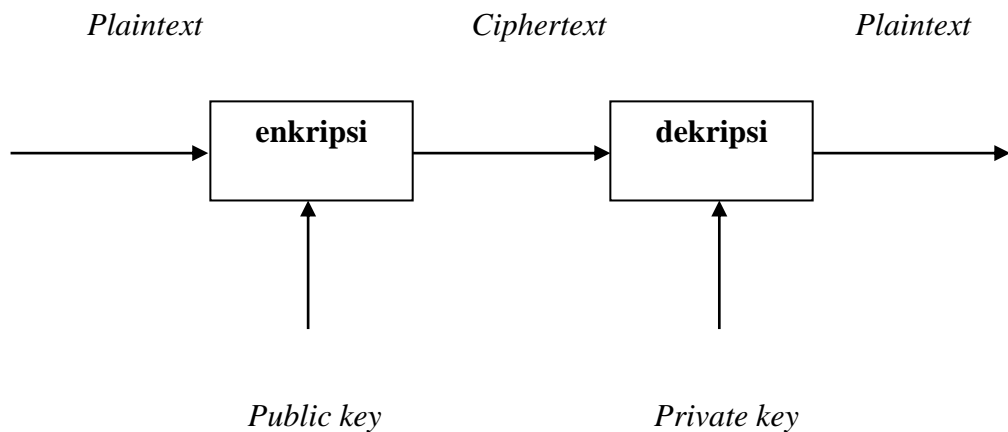 Plaintext Ciphertext Plaintext
enkripsi dekripsi
Public key Private key